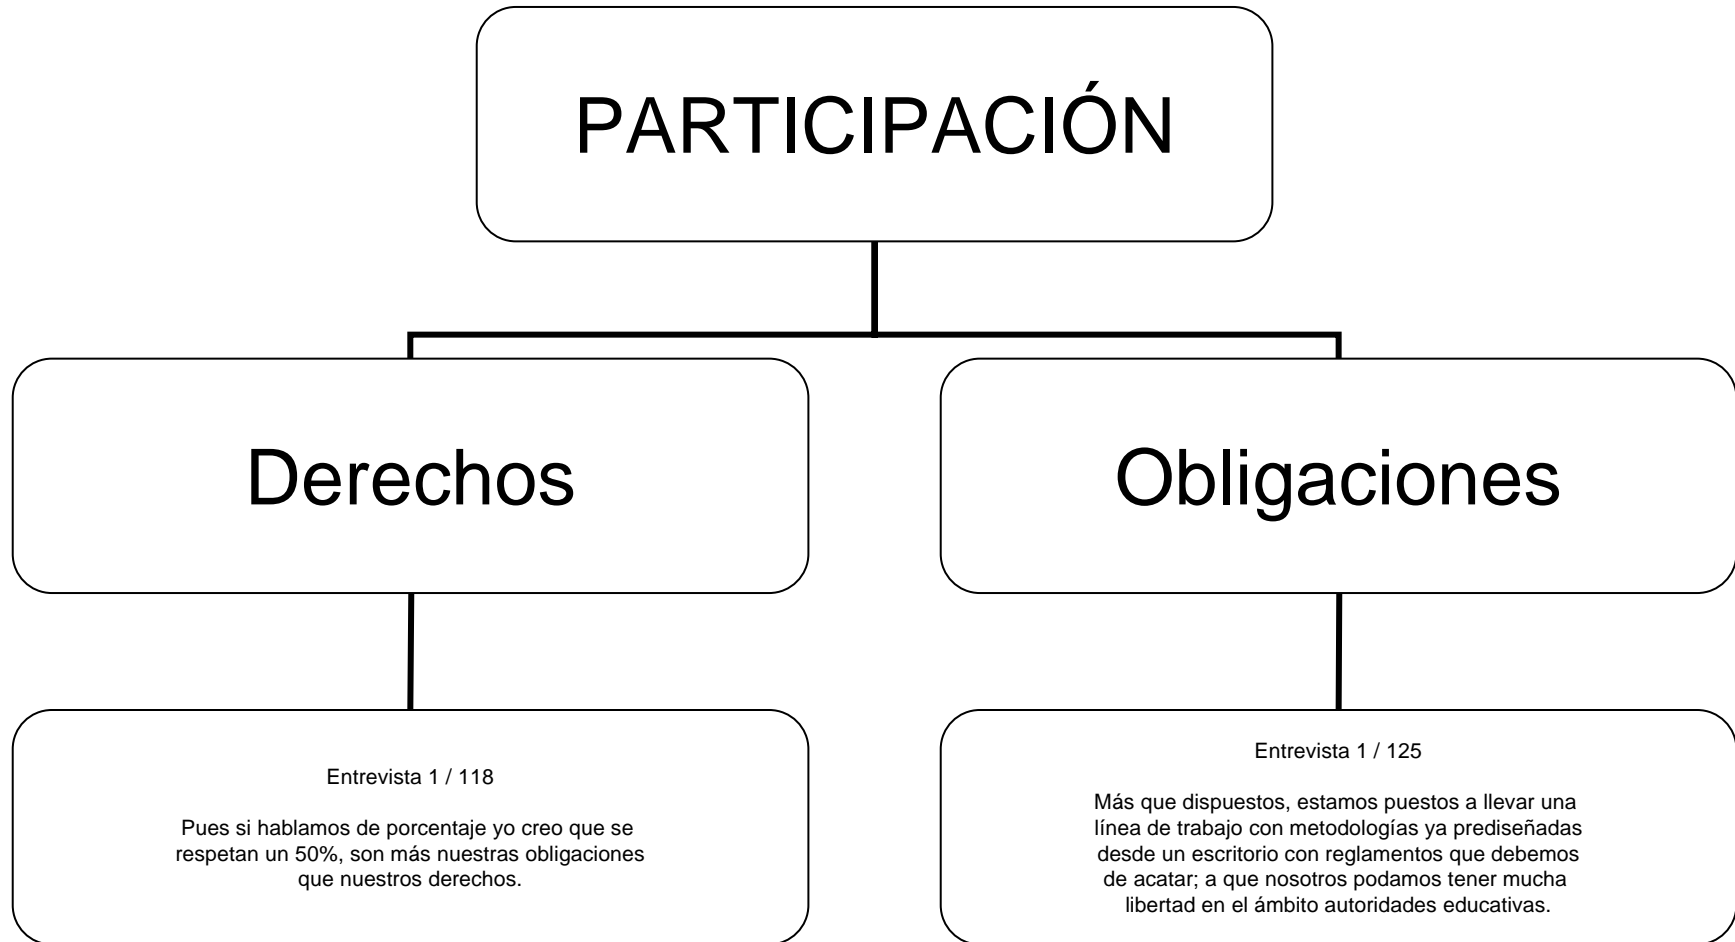 PARTICIPACIÓN
Derechos
Obligaciones
Entrevista 1 / 118
Pues si hablamos de porcentaje yo creo que se
respetan un 50%, son más nuestras obligaciones
que nuestros derechos.
Entrevista 1 / 125
Más que dispuestos, estamos puestos a llevar una
línea de trabajo con metodologías ya prediseñadas
desde un escritorio con reglamentos que debemos
de acatar; a que nosotros podamos tener mucha
libertad en el ámbito autoridades educativas.